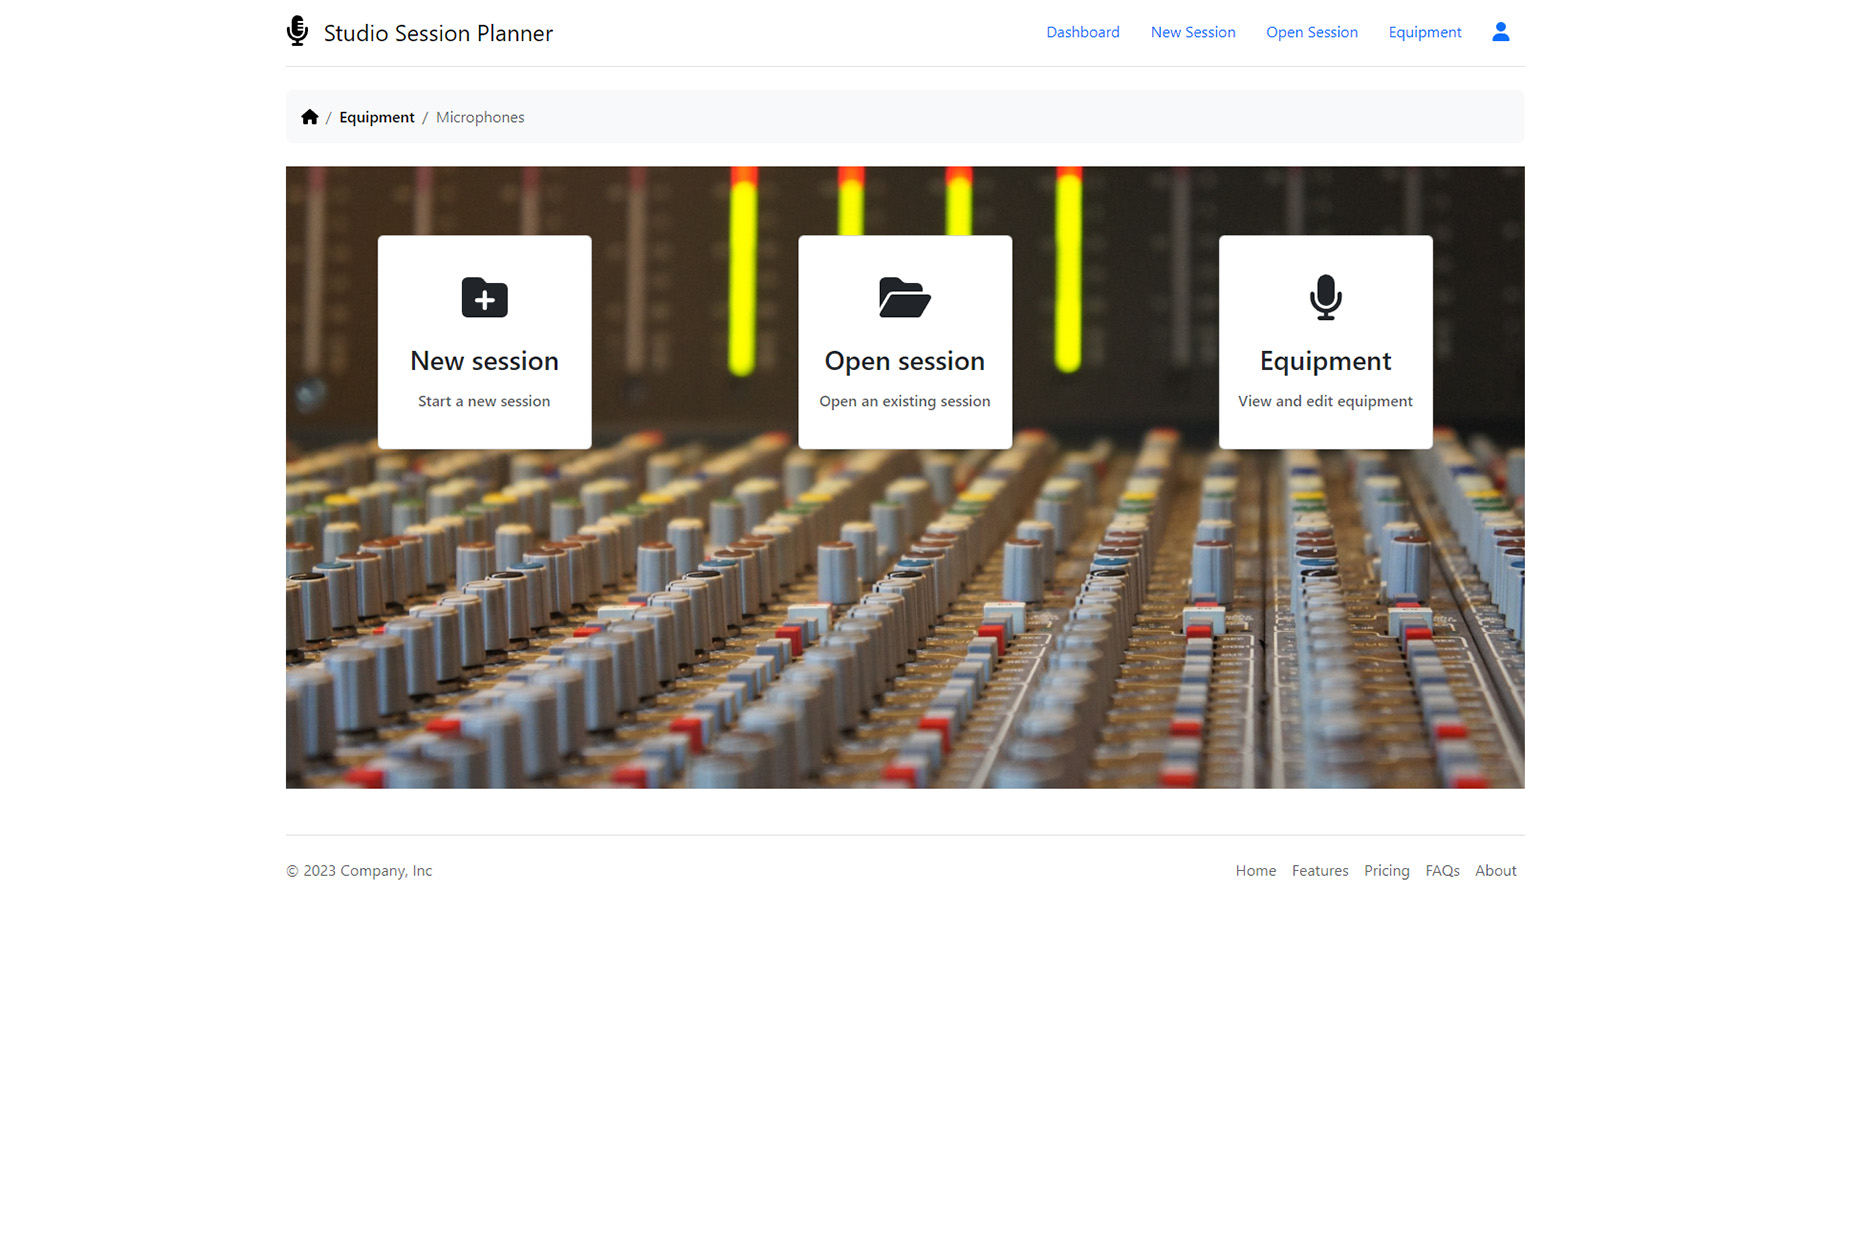 Studio Session Planner
Dashboard New Session Open Session Equipment
/ Equipment / Microphones
New session
Start a new session
Open session
Open an existing session
Equipment
View and edit equipment
© 2023 Company, Inc
Home Features Pricing FAQs About